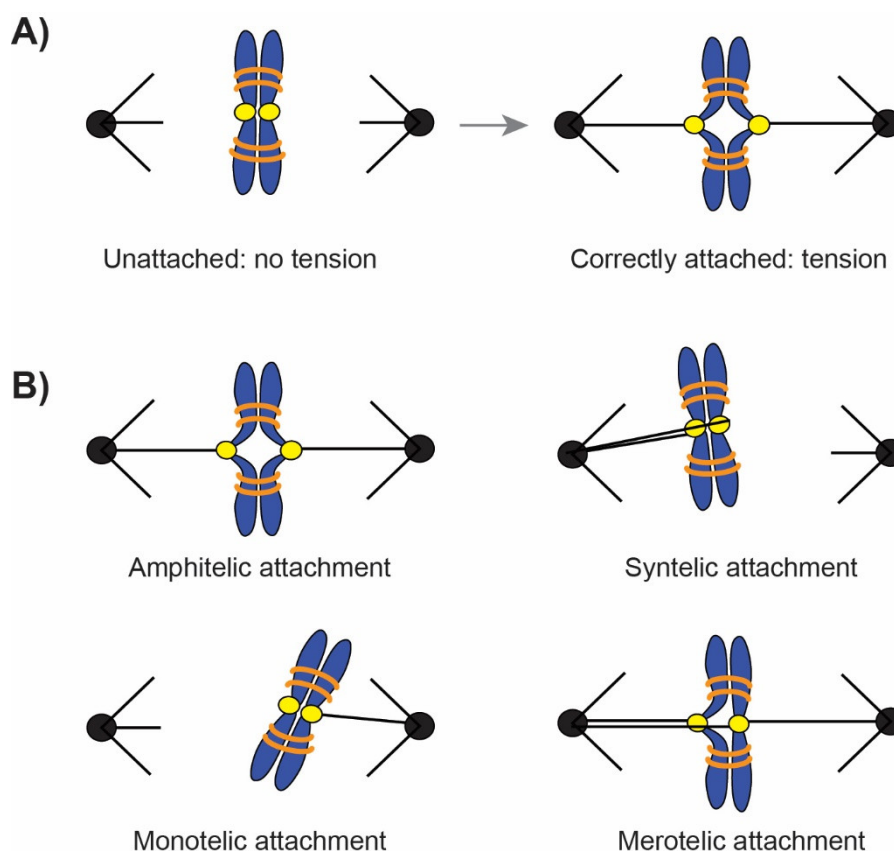 A)
Unattached: no tension
Correctly attached: tension
B)
Amphitelic attachment
Syntelic attachment
Monotelic attachment
Merotelic attachment